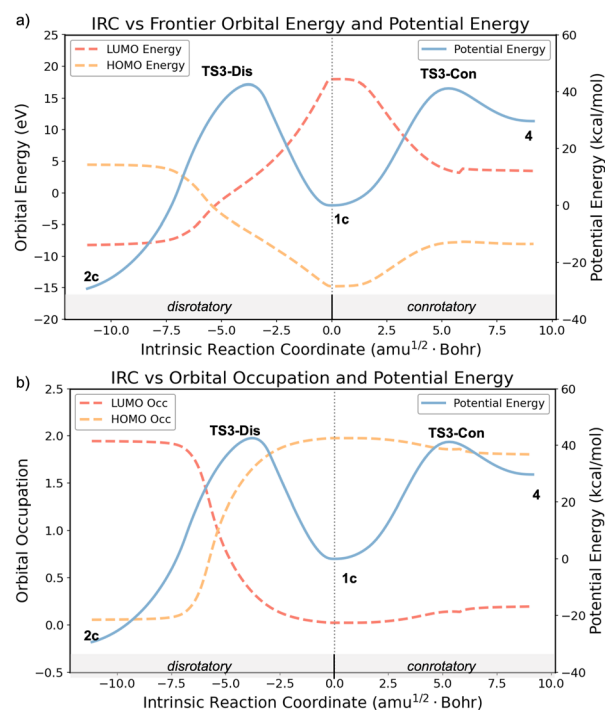 a)
IRC vs Frontier Orbital Energy and Potential Energy
LUMO Energy
HOMO Energy
Potential Energy
TS3-Dis
TS3-Con
4
1c
2c
25
20
15
10
5
0
−5
−10
−15
−20
Orbital Energy (eV)
60
40
20
0
−20
−40
Potential Energy (kcal/mol)
disrotatory
conrotatory
−10.0
−7.5
−5.0
−2.5
0.0
2.5
5.0
7.5
10.0
Intrinsic Reaction Coordinate (amu^1/2 · Bohr)
b)
IRC vs Orbital Occupation and Potential Energy
LUMO Occ
HOMO Occ
Potential Energy
TS3-Dis
TS3-Con
4
1c
2c
2.5
2.0
1.5
1.0
0.5
0.0
−0.5
Orbital Occupation
60
40
20
0
−20
−40
Potential Energy (kcal/mol)
disrotatory
conrotatory
−10.0
−7.5
−5.0
−2.5
0.0
2.5
5.0
7.5
10.0
Intrinsic Reaction Coordinate (amu^1/2 · Bohr)